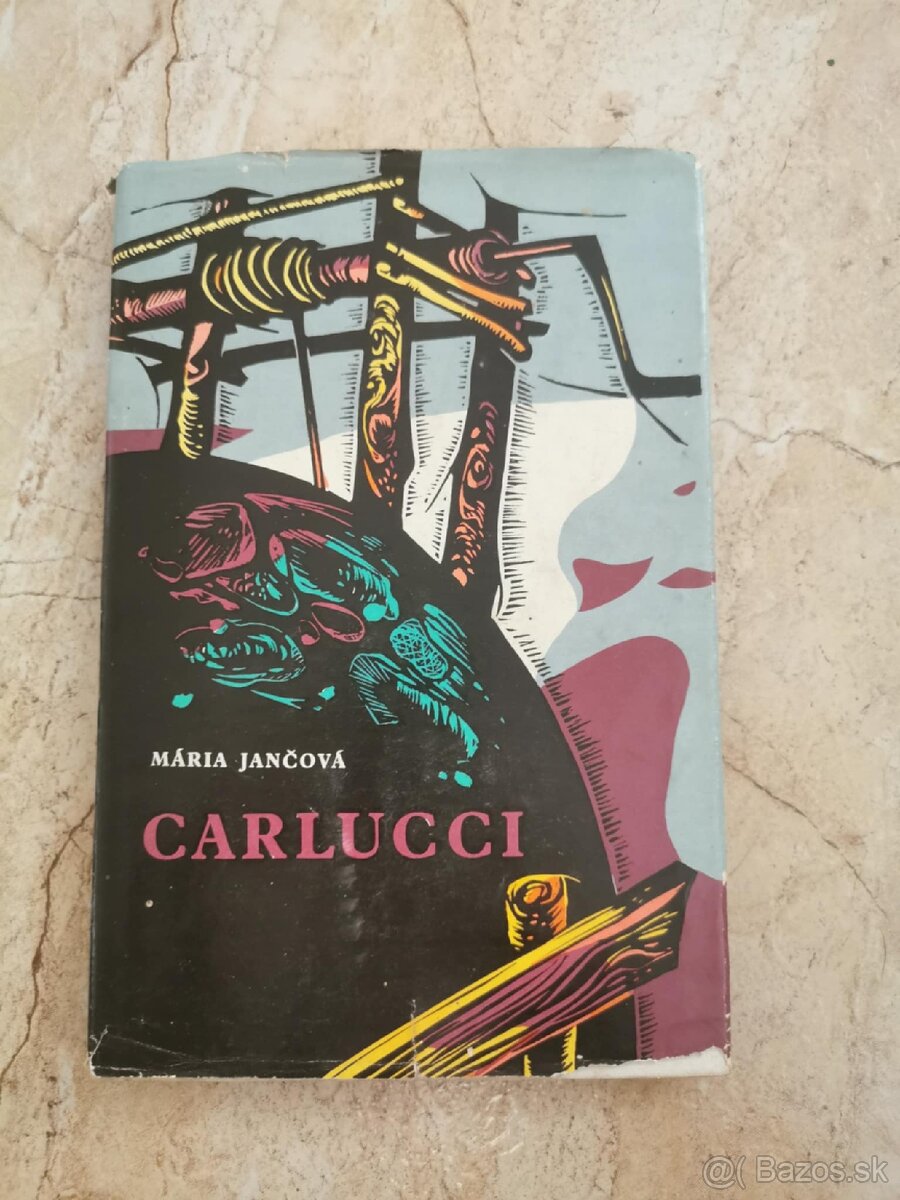 MÁRIA JANČOVÁ
CARLUCCI
@( Bazos.sk